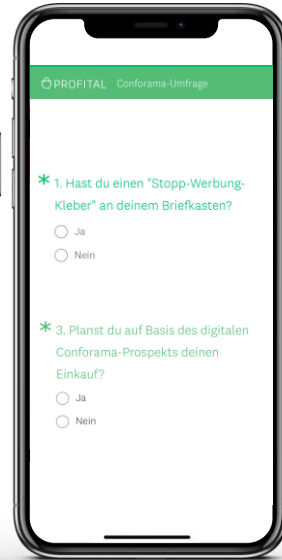 PROFITAL Conforama-Umfrage
* 1. Hast du einen "Stopp-Werbung-
Kleber" an deinem Briefkasten?
Ja
Nein
* 3. Planst du auf Basis des digitalen
Conforama-Prospekts deinen
Einkauf?
Ja
Nein